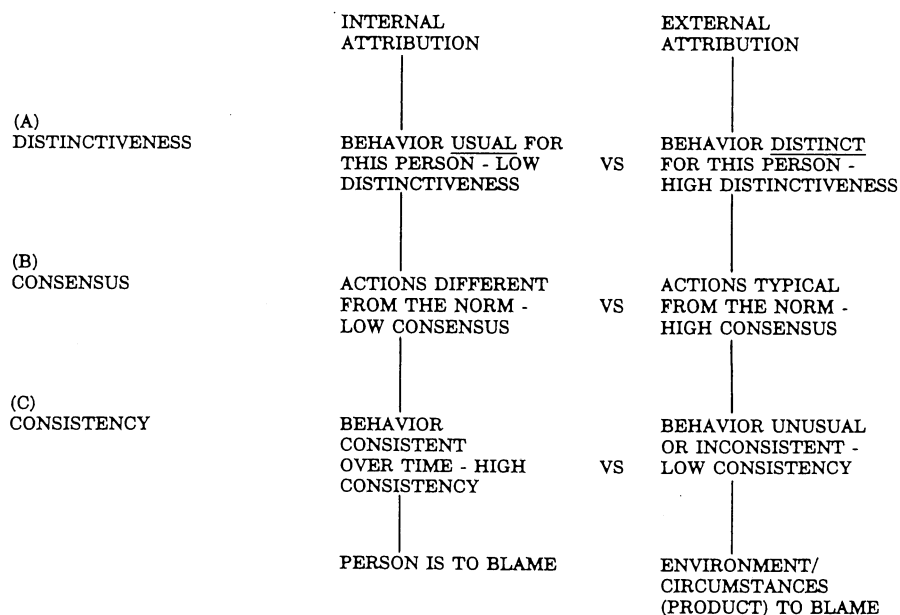 INTERNAL
ATTRIBUTION
EXTERNAL
ATTRIBUTION
(A)
DISTINCTIVENESS
BEHAVIOR USUAL FOR
THIS PERSON - LOW
DISTINCTIVENESS
VS
BEHAVIOR DISTINCT
FOR THIS PERSON -
HIGH DISTINCTIVENESS
(B)
CONSENSUS
ACTIONS DIFFERENT
FROM THE NORM -
LOW CONSENSUS
VS
ACTIONS TYPICAL
FROM THE NORM -
HIGH CONSENSUS
(C)
CONSISTENCY
BEHAVIOR
CONSISTENT
OVER TIME - HIGH
CONSISTENCY
VS
BEHAVIOR UNUSUAL
OR INCONSISTENT -
LOW CONSISTENCY
PERSON IS TO BLAME
ENVIRONMENT/
CIRCUMSTANCES
(PRODUCT) TO BLAME